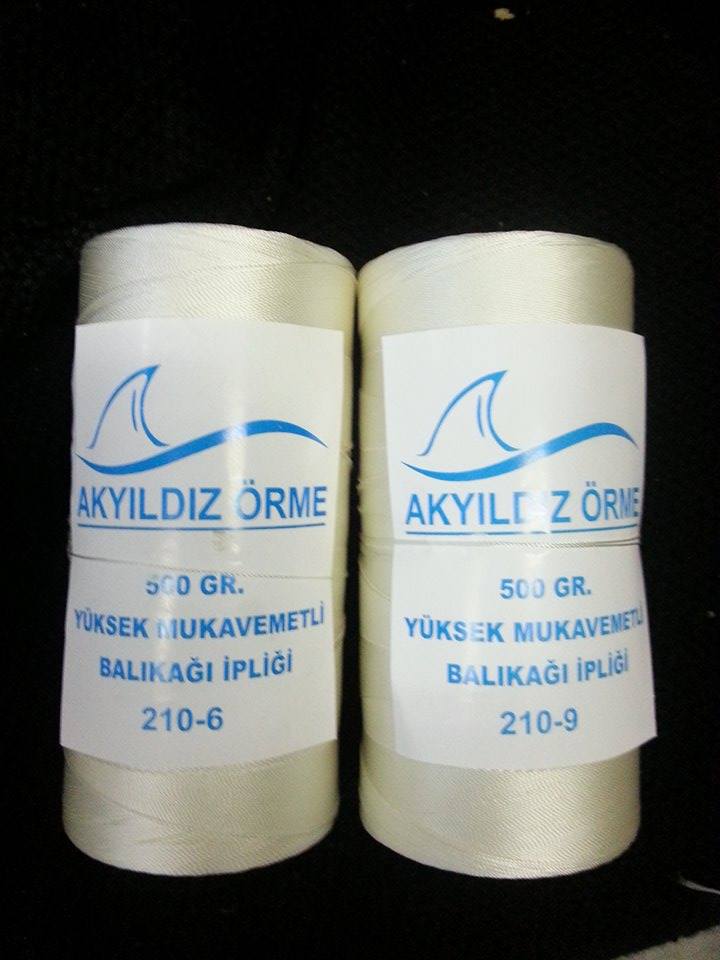 AKYILDIZ ÖRME
500 GR.
YÜKSEK MUKAVEMETLİ
BALIKAĞI İPLİĞİ
210-6
AKYILDIZ ÖRME
500 GR.
YÜKSEK MUKAVEMETLİ
BALIKAĞI İPLİĞİ
210-9